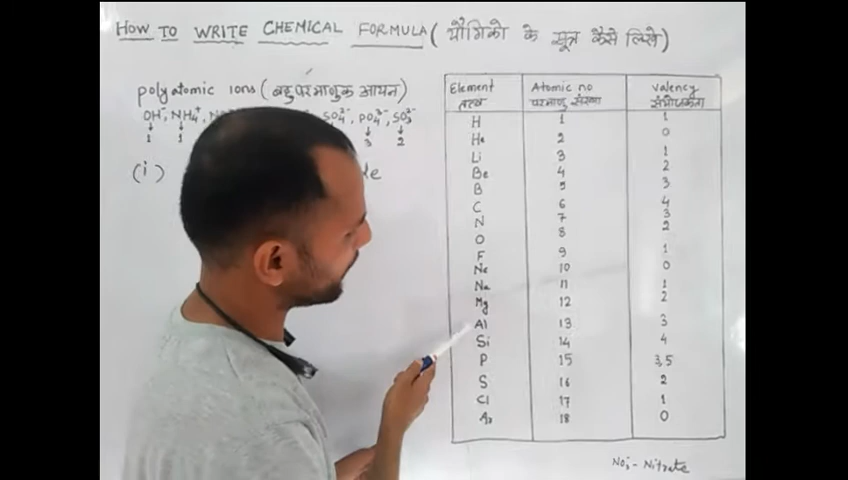 HOW TO WRITE CHEMICAL FORMULA ( यौगिको के सूत्र कैसे लिखे)
polyatomic ions ( बहुपरमाणुक आयन)
OH⁻, NH₄⁺, SO₄²⁻, PO₄³⁻, SO₃²⁻
↓ ↓ ↓ ↓
1 1 3 2
(i)
Element Atomic no Valency
तत्व परमाणु संख्या संयोजकता
H 1 1
He 2 0
Li 3 1
Be 4 2
B 5 3
C 6 4
N 7 3
O 8 2
F 9 1
Ne 10 0
Na 11 1
Mg 12 2
Al 13 3
Si 14 4
P 15 3,5
S 16 2
Cl 17 1
Ar 18 0
NO₃⁻ - Nitrate